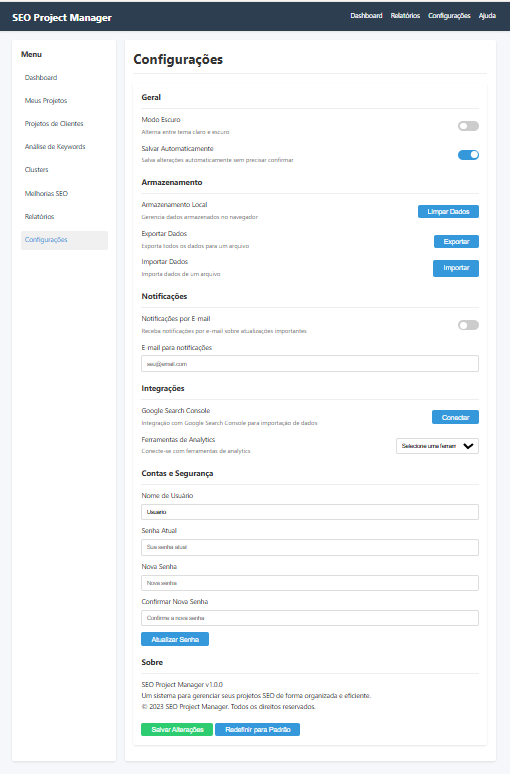 SEO Project Manager
Dashboard Relatórios Configurações Ajuda
Menu
Dashboard
Meus Projetos
Projetos de Clientes
Análise de Keywords
Clusters
Melhorias SEO
Relatórios
Configurações
Configurações
Geral
Modo Escuro
Alterna entre tema claro e escuro
Salvar Automaticamente
Salva alterações automaticamente sem precisar confirmar
Armazenamento
Armazenamento Local
Gerencia dados armazenados no navegador
Limpar Dados
Exportar Dados
Exporta todos os dados para um arquivo
Exportar
Importar Dados
Importa dados de um arquivo
Importar
Notificações
Notificações por E-mail
Receba notificações por e-mail sobre atualizações importantes
E-mail para notificações
seu@email.com
Integrações
Google Search Console
Integração com Google Search Console para importação de dados
Conectar
Ferramentas de Analytics
Conecte-se com ferramentas de analytics
Selecione uma ferram
Contas e Segurança
Nome de Usuário
Usuário
Senha Atual
Sua senha atual
Nova Senha
Nova senha
Confirmar Nova Senha
Confirme a nova senha
Atualizar Senha
Sobre
SEO Project Manager v1.0.0
Um sistema para gerenciar seus projetos SEO de forma organizada e eficiente.
© 2023 SEO Project Manager. Todos os direitos reservados.
Salvar Alterações
Redefinir para Padrão